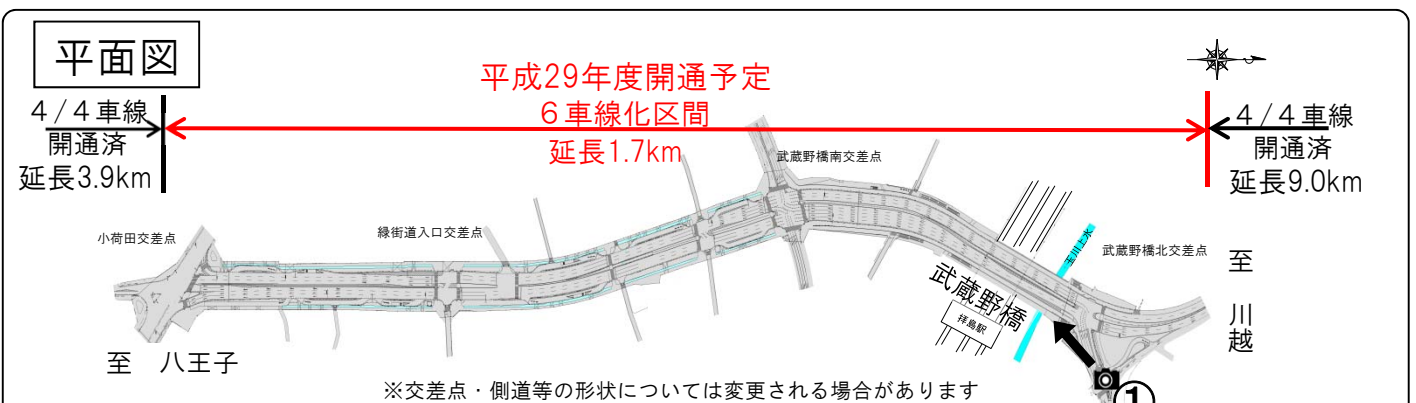 平面図
平成29年度開通予定
6車線化区間
延長1.7km
4/4車線
開通済
延長3.9km
4/4車線
開通済
延長9.0km
武蔵野橋南交差点
小荷田交差点
緑街道入口交差点
玉川上水
武蔵野橋北交差点
武蔵野橋
拝島駅
至 川越
至 八王子
※交差点・側道等の形状については変更される場合があります
①